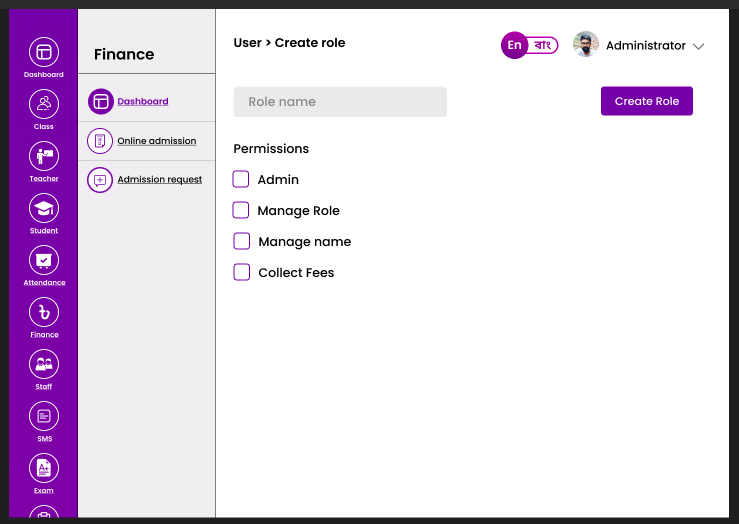 Dashboard
Class
Teacher
Student
Attendance
Finance
Staff
SMS
Exam
Finance
Dashboard
Online admission
Admission request
User > Create role
En বাং
Administrator
Role name
Create Role
Permissions
Admin
Manage Role
Manage name
Collect Fees